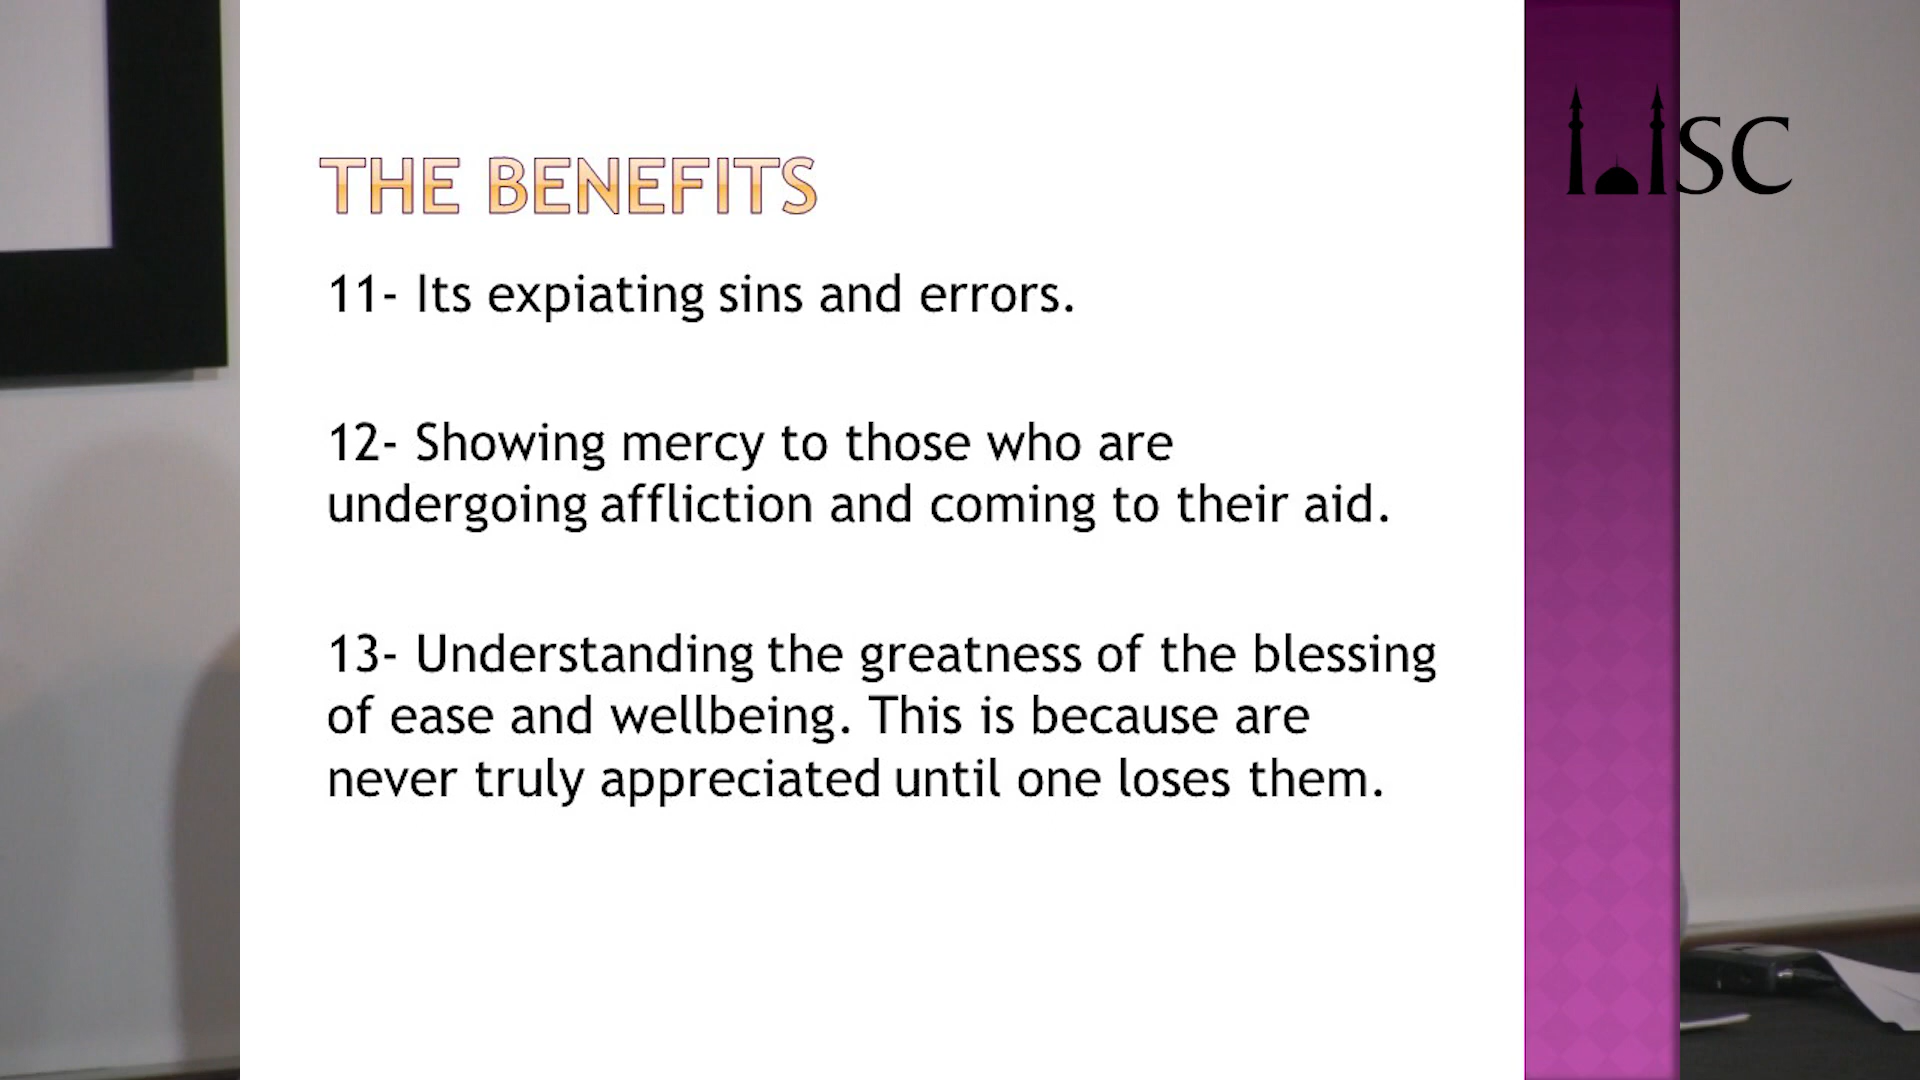 THE BENEFITS
SC
11- Its expiating sins and errors.
12- Showing mercy to those who are
undergoing affliction and coming to their aid.
13- Understanding the greatness of the blessing
of ease and wellbeing. This is because are
never truly appreciated until one loses them.